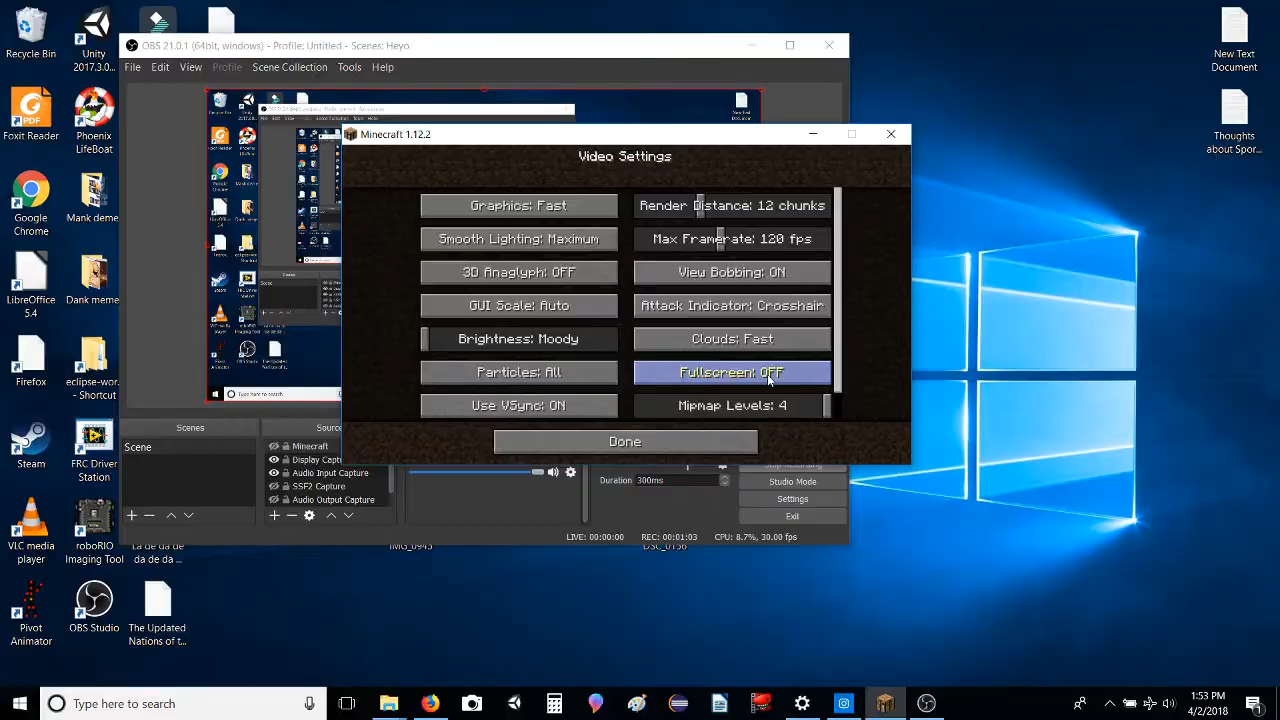 Recycle Bin
Unity
2017.3.0...
New Text
Document
OBS 21.0.1 (64bit, windows) - Profile: Untitled - Scenes: Heyo
File Edit View Profile Scene Collection Tools Help
Foxit Reader
Phoenix
LifeBoat
Thoughts
about Spor...
Minecraft 1.12.2
Video Settings
Graphics: Fast
Render Distance: 12 chunks
Smooth Lighting: Maximum
Max Framerate: 120 fps
3D Anaglyph: OFF
View Bobbing: ON
GUI Scale: Auto
Attack Indicator: Crosshair
Brightness: Moody
Clouds: Fast
Particles: All
Fullscreen: OFF
Use VSync: ON
Mipmap Levels: 4
Done
Google
Chrome
Mank deme...
LibreOffice
5.4
Mank meme...
Firefox
eclipse-wor...
- Shortcut
Steam
FRC Driver
Station
VLC media
player
roboRIO
Imaging Tool
La de da de
da ...
Pivot
Animator
OBS Studio
The Updated
Nations of t...
Scenes
Scene
Minecraft
Display Captu
Audio Input Capture
SSF2 Capture
Audio Output Capture
Duration 300ms
Studio Mode
Settings
Exit
LIVE: 00:00:00 REC: 00:01:03 CPU: 8.7%, 30.00 fps
Type here to search
1:53 PM
4/2/2018